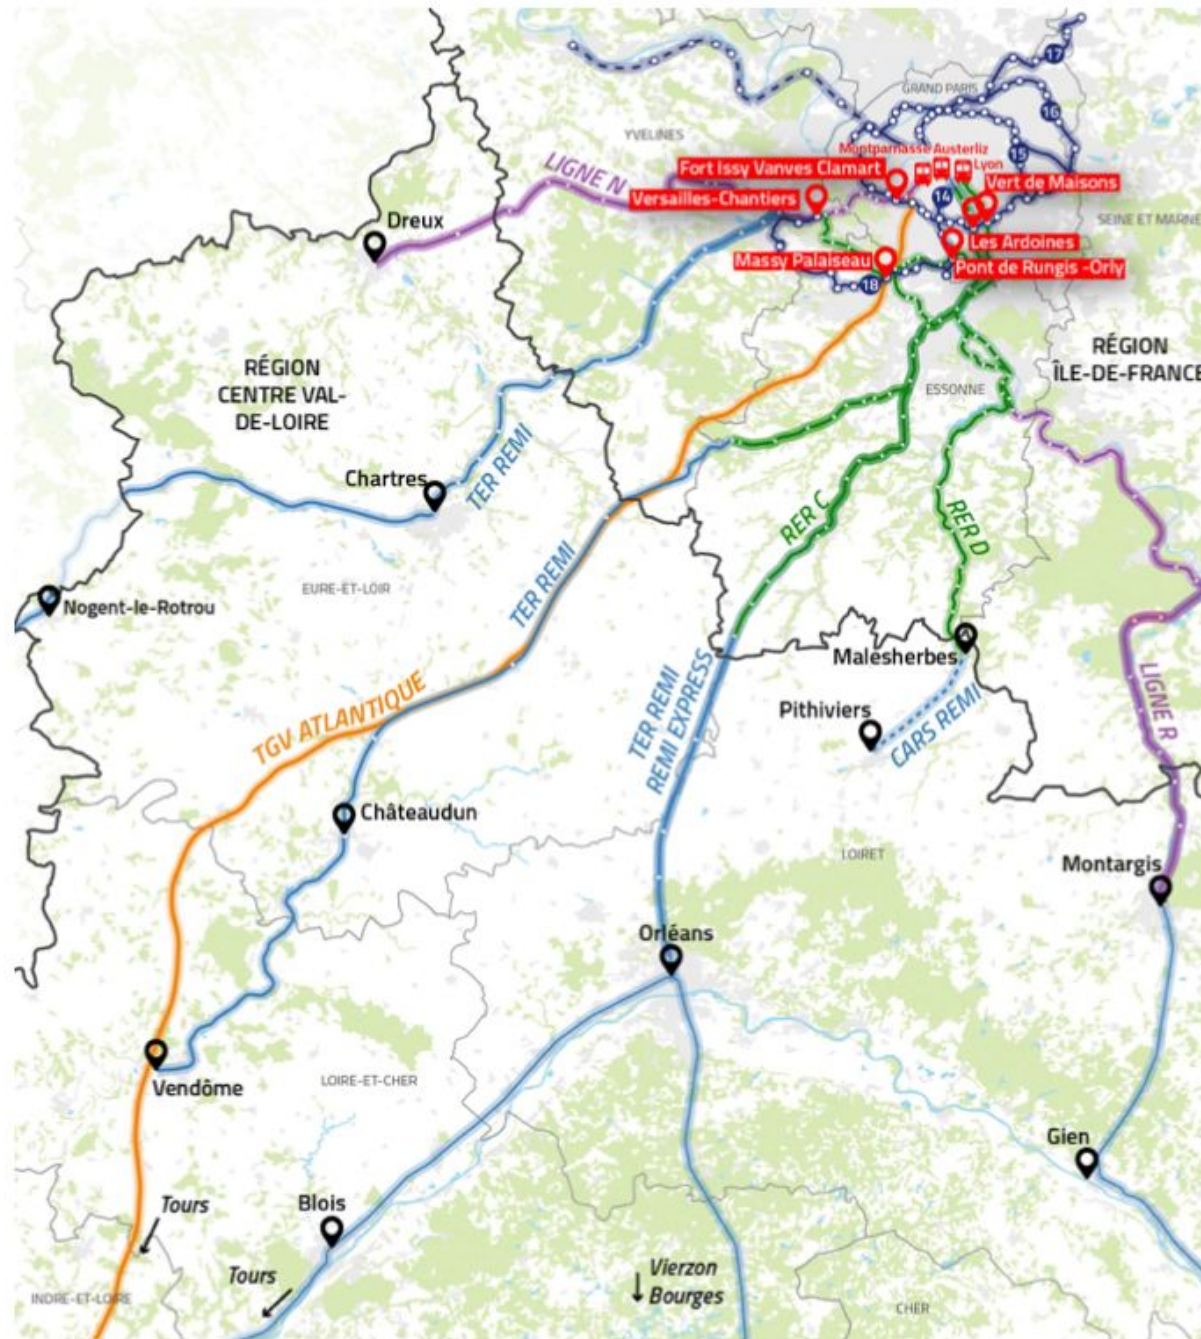 17
GRAND PARIS
16
YVELINES
15
Montparnasse Austerliz
Lyon
LIGNE N
Fort Issy Vanves Clamart
Vert de Maisons
Versailles-Chantiers
14
Dreux
SEINE ET MARNE
Les Ardoines
Massy Palaiseau
Pont de Rungis -Orly
18
RÉGION
CENTRE VAL-
DE-LOIRE
RÉGION
ÎLE-DE-FRANCE
ESSONNE
Chartres
TER REMI
RER C
RER D
TER REMI
EURE-ET-LOIR
Nogent-le-Rotrou
Malesherbes
TER REMI
REMI EXPRESS
Pithiviers
CARS REMI
LIGNE R
TGV ATLANTIQUE
Châteaudun
LOIRET
Montargis
Orléans
Vendôme
LOIRE-ET-CHER
Gien
Tours
Blois
Tours
Vierzon
Bourges
INDRE-ET-LOIRE
CHER